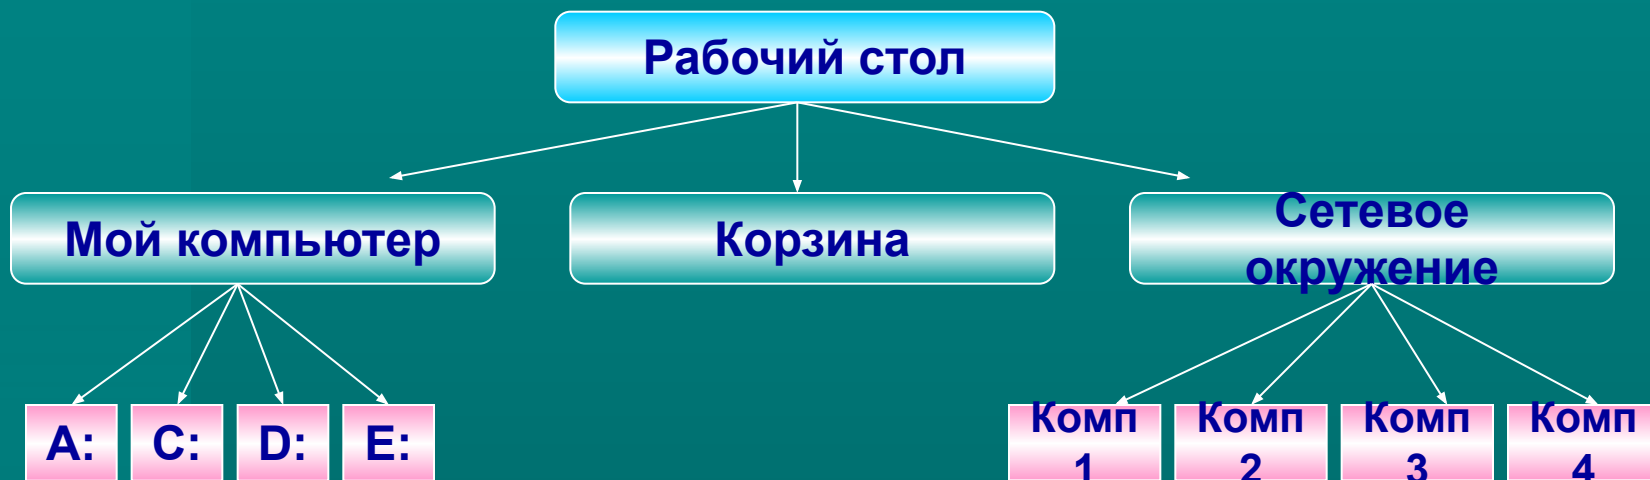 Рабочий стол
Мой компьютер
Корзина
Сетевое
окружение
A:
C:
D:
E:
Комп
1
Комп
2
Комп
3
Комп
4